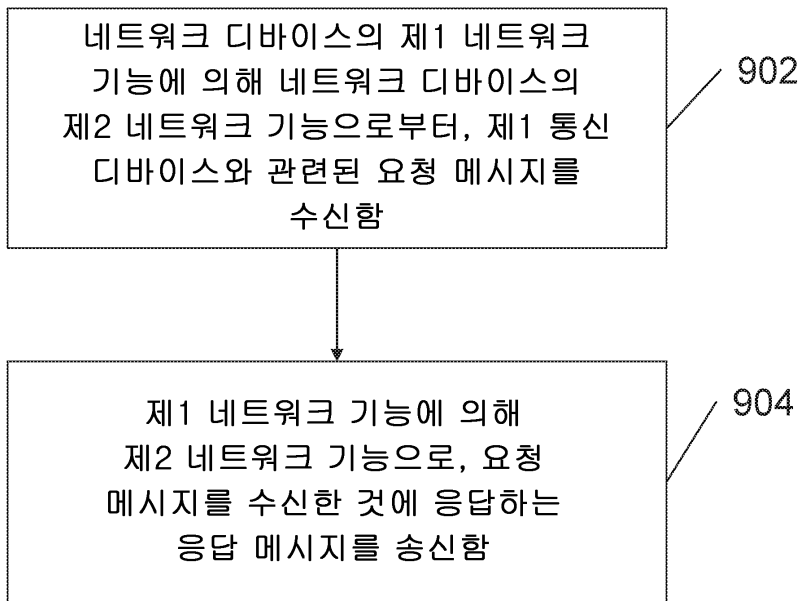 네트워크 디바이스의 제1 네트워크
기능에 의해 네트워크 디바이스의
제2 네트워크 기능으로부터, 제1 통신
디바이스와 관련된 요청 메시지를
수신함
902
제1 네트워크 기능에 의해
제2 네트워크 기능으로, 요청
메시지를 수신한 것에 응답하는
응답 메시지를 송신함
904